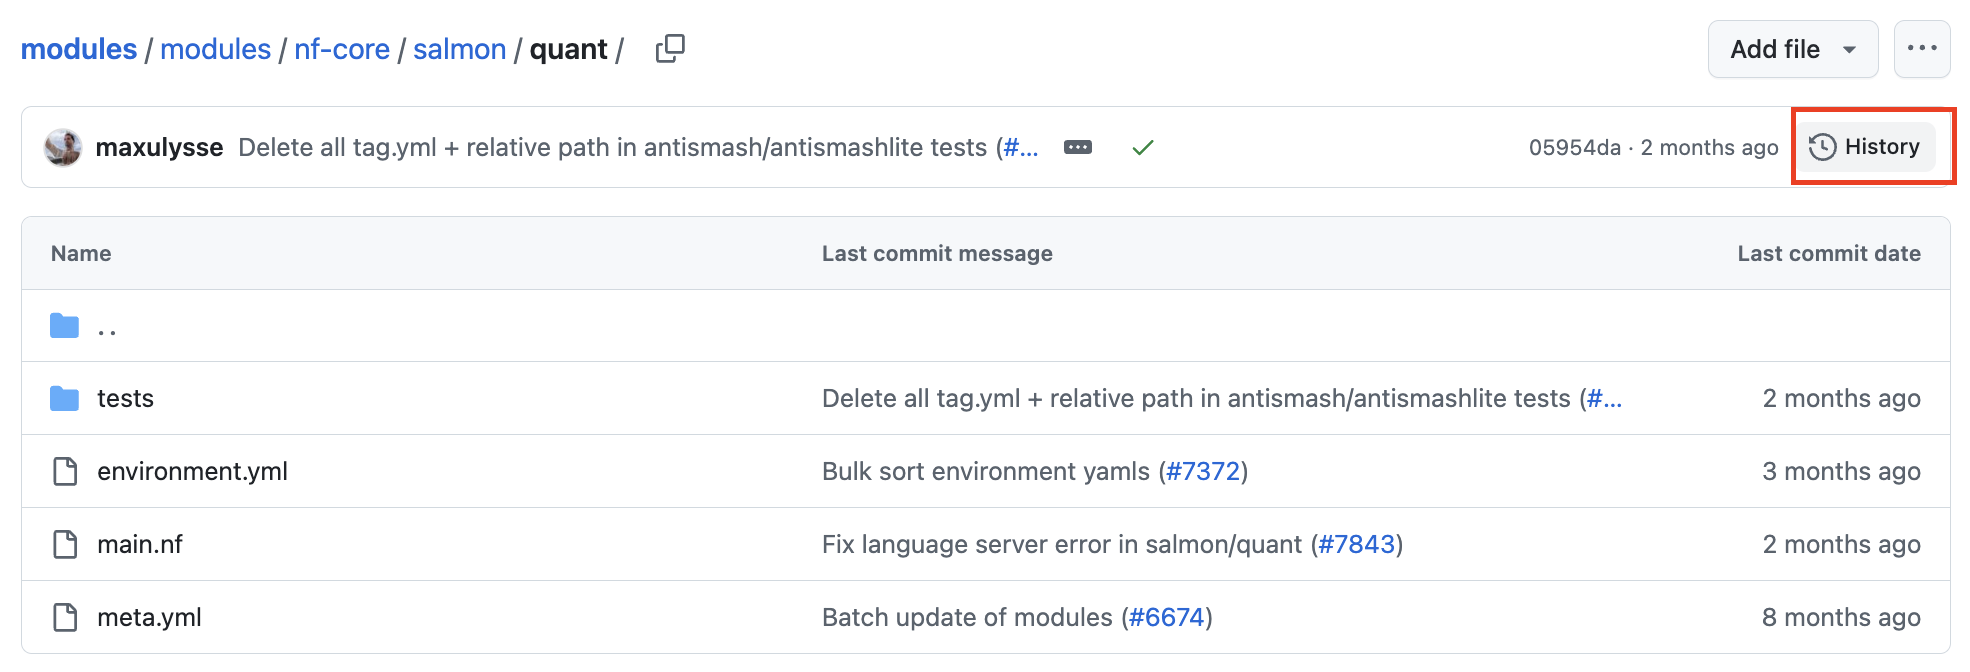 modules / modules / nf-core / salmon / quant /
Add file
maxulysse Delete all tag.yml + relative path in antismash/antismashlite tests (#...
05954da · 2 months ago
History
Name Last commit message Last commit date
..
tests Delete all tag.yml + relative path in antismash/antismashlite tests (#... 2 months ago
environment.yml Bulk sort environment yamls (#7372) 3 months ago
main.nf Fix language server error in salmon/quant (#7843) 2 months ago
meta.yml Batch update of modules (#6674) 8 months ago